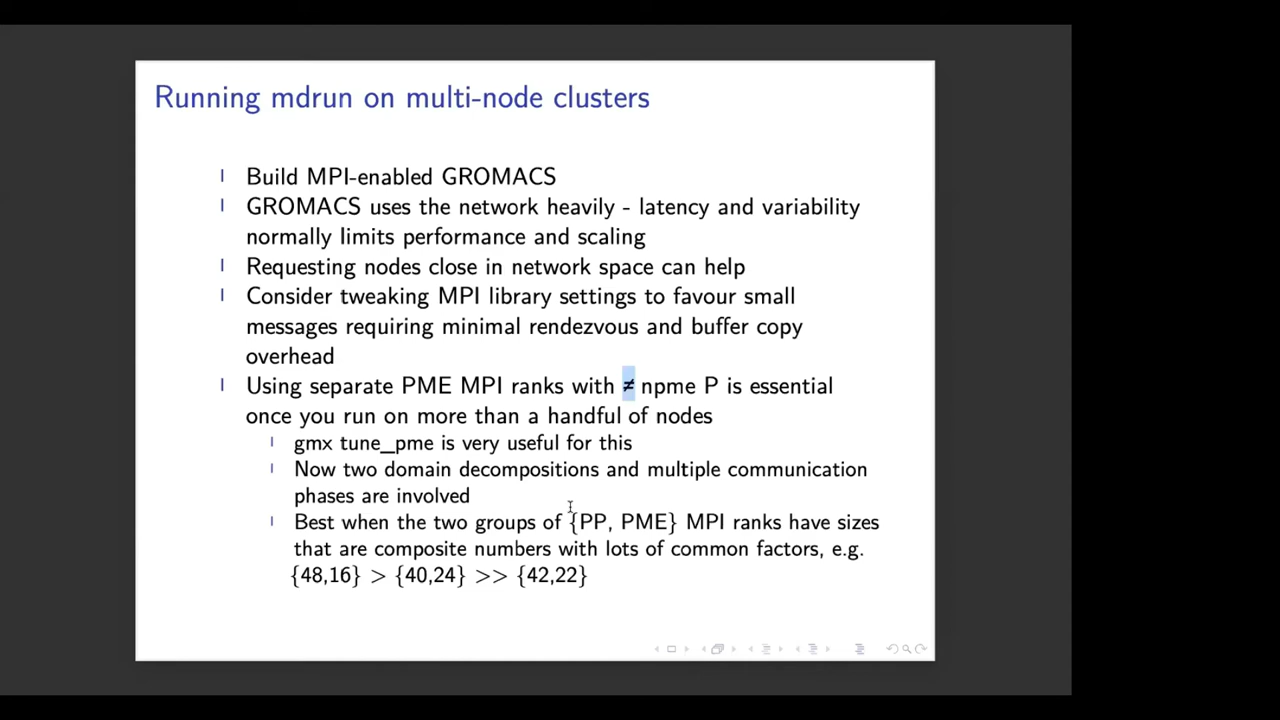 Running mdrun on multi-node clusters
Build MPI-enabled GROMACS
GROMACS uses the network heavily - latency and variability
normally limits performance and scaling
Requesting nodes close in network space can help
Consider tweaking MPI library settings to favour small
messages requiring minimal rendezvous and buffer copy
overhead
Using separate PME MPI ranks with ≠ npme P is essential
once you run on more than a handful of nodes
gmx tune_pme is very useful for this
Now two domain decompositions and multiple communication
phases are involved
Best when the two groups of {PP, PME} MPI ranks have sizes
that are composite numbers with lots of common factors, e.g.
{48,16} > {40,24} >> {42,22}